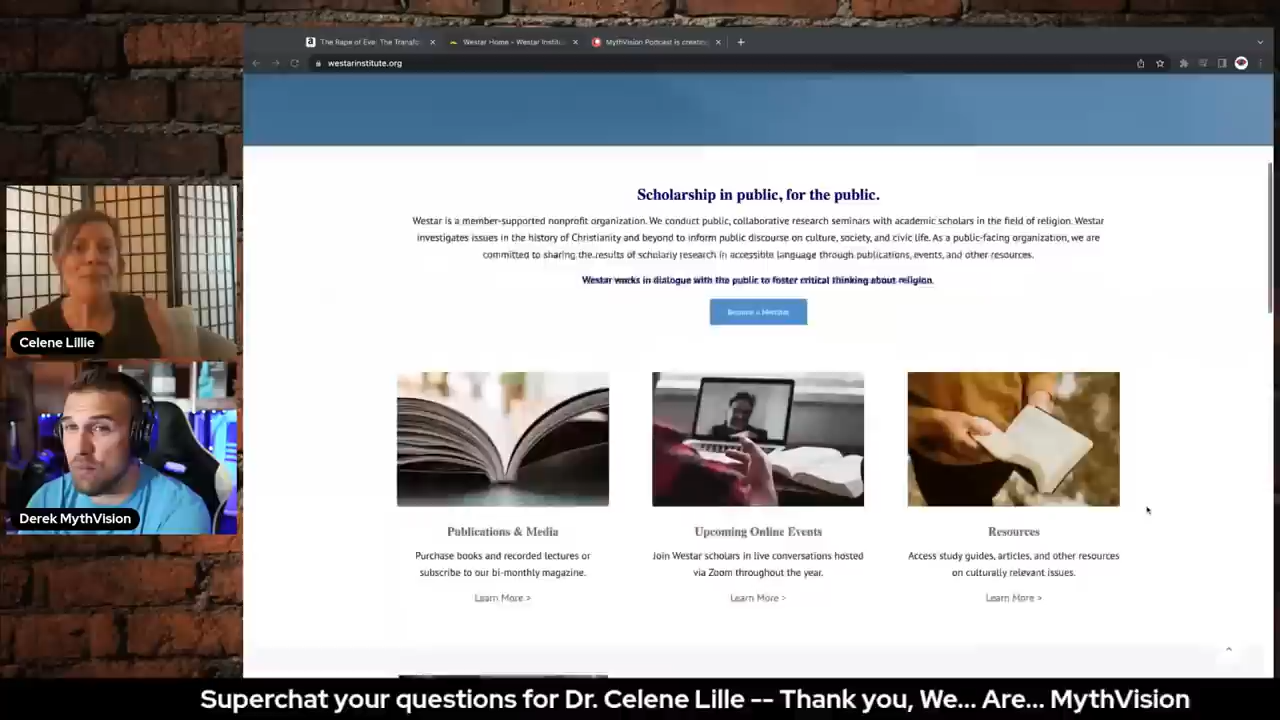 The Rape of Eve: The Transfo
Westar Home - Westar Institu
MythVision Podcast is creatin
westarinstitute.org
Scholarship in public, for the public.
Westar is a member-supported nonprofit organization. We conduct public, collaborative research seminars with academic scholars in the field of religion. Westar
investigates issues in the history of Christianity and beyond to inform public discourse on culture, society, and civic life. As a public-facing organization, we are
committed to sharing the results of scholarly research in accessible language through publications, events, and other resources.
Westar works in dialogue with the public to foster critical thinking about religion.
Become a Member
Celene Lillie
Derek MythVision
Publications & Media
Purchase books and recorded lectures or
subscribe to our bi-monthly magazine.
Learn More >
Upcoming Online Events
Join Westar scholars in live conversations hosted
via Zoom throughout the year.
Learn More >
Resources
Access study guides, articles, and other resources
on culturally relevant issues.
Learn More >
Superchat your questions for Dr. Celene Lille -- Thank you, We... Are... MythVision